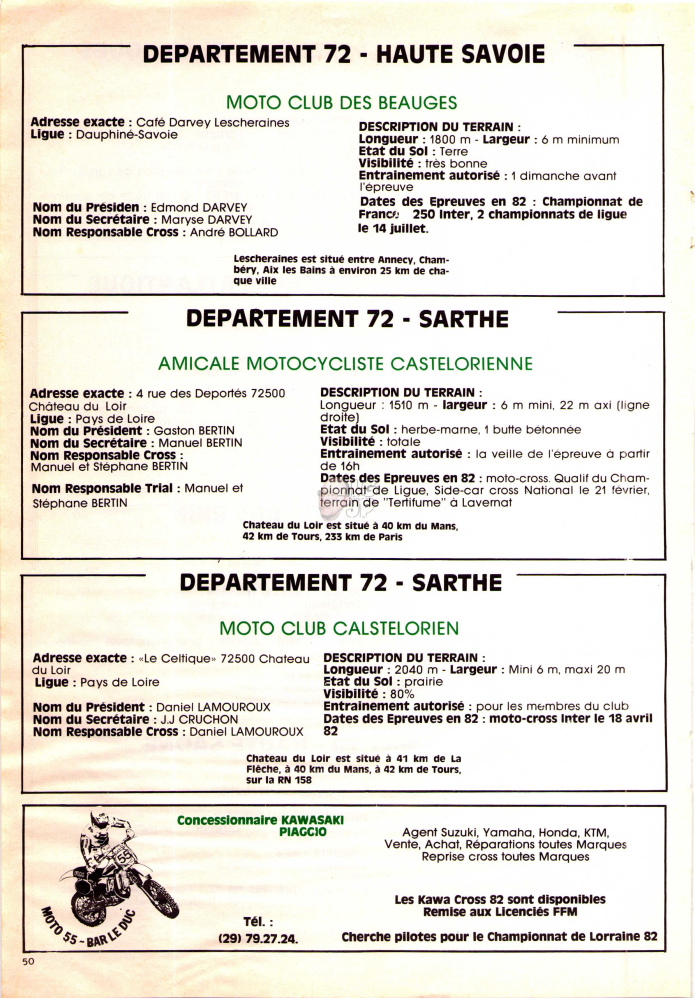 DEPARTEMENT 72 - HAUTE SAVOIE
MOTO CLUB DES BEAUGES
Adresse exacte : Café Darvey Lescheraines
Ligue : Dauphiné-Savoie
Nom du Présiden : Edmond DARVEY
Nom du Secrétaire : Maryse DARVEY
Nom Responsable Cross : André BOLLARD
DESCRIPTION DU TERRAIN :
Longueur : 1800 m - Largeur : 6 m minimum
Etat du Sol : Terre
Visibilité : très bonne
Entrainement autorisé : 1 dimanche avant
l'épreuve
Dates des Epreuves en 82 : Championnat de
France 250 Inter, 2 championnats de ligue
le 14 juillet.
Lescheraines est situé entre Annecy, Cham-
béry, Aix les Bains à environ 25 km de cha-
que ville
DEPARTEMENT 72 - SARTHE
AMICALE MOTOCYCLISTE CASTELORIENNE
Adresse exacte : 4 rue des Deportés 72500
Château du Loir
Ligue : Pays de Loire
Nom du Président : Gaston BERTIN
Nom du Secrétaire : Manuel BERTIN
Nom Responsable Cross :
Manuel et Stéphane BERTIN
Nom Responsable Trial : Manuel et
Stéphane BERTIN
DESCRIPTION DU TERRAIN :
Longueur : 1510 m - largeur : 6 m mini, 22 m axi (ligne
droite)
Etat du Sol : herbe-marne, 1 butte bétonnée
Visibilité : totale
Entrainement autorisé : la veille de l'épreuve à partir
de 16h
Dates des Epreuves en 82 : moto-cross. Qualif du Cham-
pionnat de Ligue, Side-car cross National le 21 février,
terrain de "Tertifume" à Lavernat
Chateau du Loir est situé à 40 km du Mans,
42 km de Tours, 233 km de Paris
DEPARTEMENT 72 - SARTHE
MOTO CLUB CALSTELORIEN
Adresse exacte : «Le Celtique» 72500 Chateau
du Loir
Ligue : Pays de Loire
Nom du Président : Daniel LAMOUROUX
Nom du Secrétaire : J.J CRUCHON
Nom Responsable Cross : Daniel LAMOUROUX
DESCRIPTION DU TERRAIN :
Longueur : 2040 m - Largeur : Mini 6 m, maxi 20 m
Etat du Sol : prairie
Visibilité : 80%
Entrainement autorisé : pour les membres du club
Dates des Epreuves en 82 : moto-cross Inter le 18 avril
82
Chateau du Loir est situé à 41 km de La
Flêche, à 40 km du Mans, à 42 km de Tours,
sur la RN 158
MOTO 55 - BAR LE DUC
55
Concessionnaire KAWASAKI
PIAGGIO
Tél. :
(29) 79.27.24.
Agent Suzuki, Yamaha, Honda, KTM,
Vente, Achat, Réparations toutes Marques
Reprise cross toutes Marques
Les Kawa Cross 82 sont disponibles
Remise aux Licenciés FFM
Cherche pilotes pour le Championnat de Lorraine 82
50